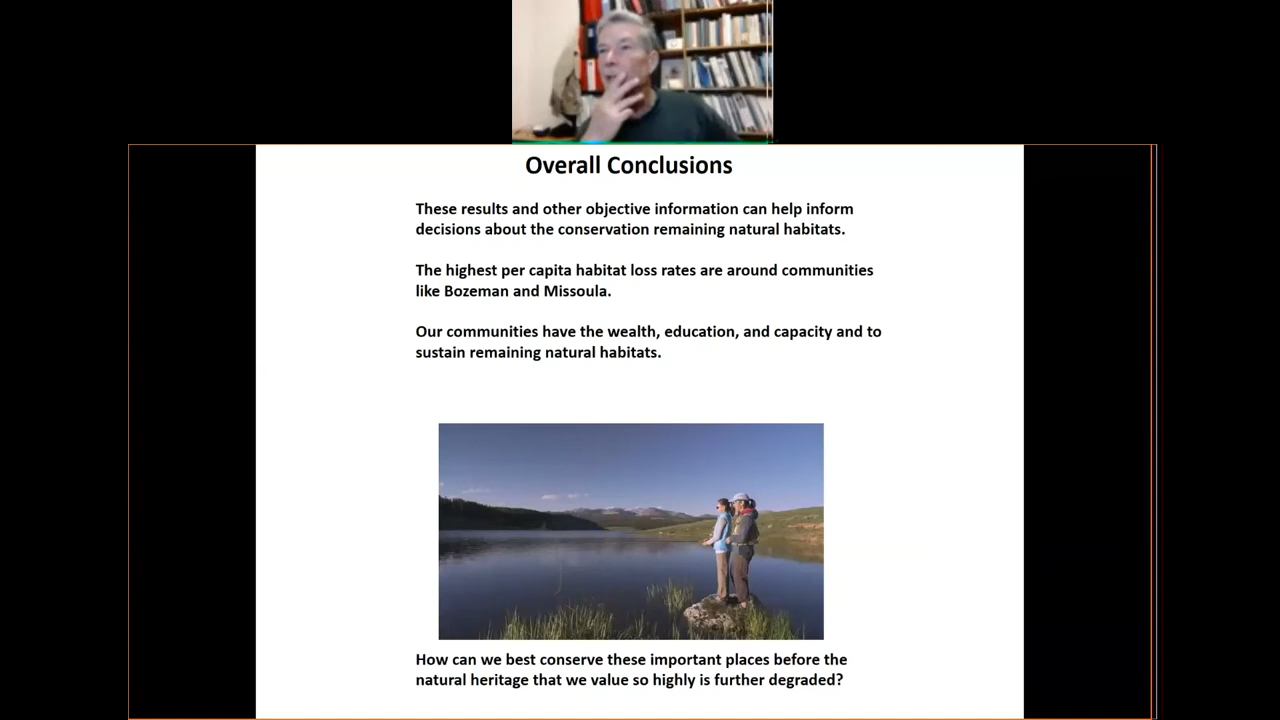 Overall Conclusions
These results and other objective information can help inform
decisions about the conservation remaining natural habitats.
The highest per capita habitat loss rates are around communities
like Bozeman and Missoula.
Our communities have the wealth, education, and capacity and to
sustain remaining natural habitats.
How can we best conserve these important places before the
natural heritage that we value so highly is further degraded?